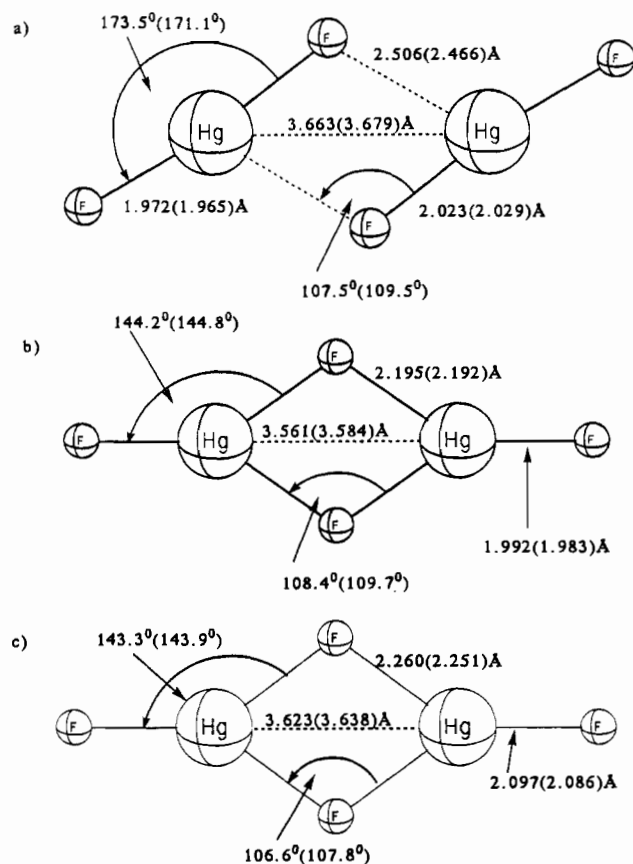 a)
173.5⁰(171.1⁰)
F
2.506(2.466)Å
F
Hg
3.663(3.679)Å
Hg
F
1.972(1.965)Å
F
2.023(2.029)Å
107.5⁰(109.5⁰)
b)
144.2⁰(144.8⁰)
F
2.195(2.192)Å
F
Hg
3.561(3.584)Å
Hg
F
F
108.4⁰(109.7⁰)
1.992(1.983)Å
c)
143.3⁰(143.9⁰)
F
2.260(2.251)Å
F
Hg
3.623(3.638)Å
Hg
F
2.097(2.086)Å
F
106.6⁰(107.8⁰)